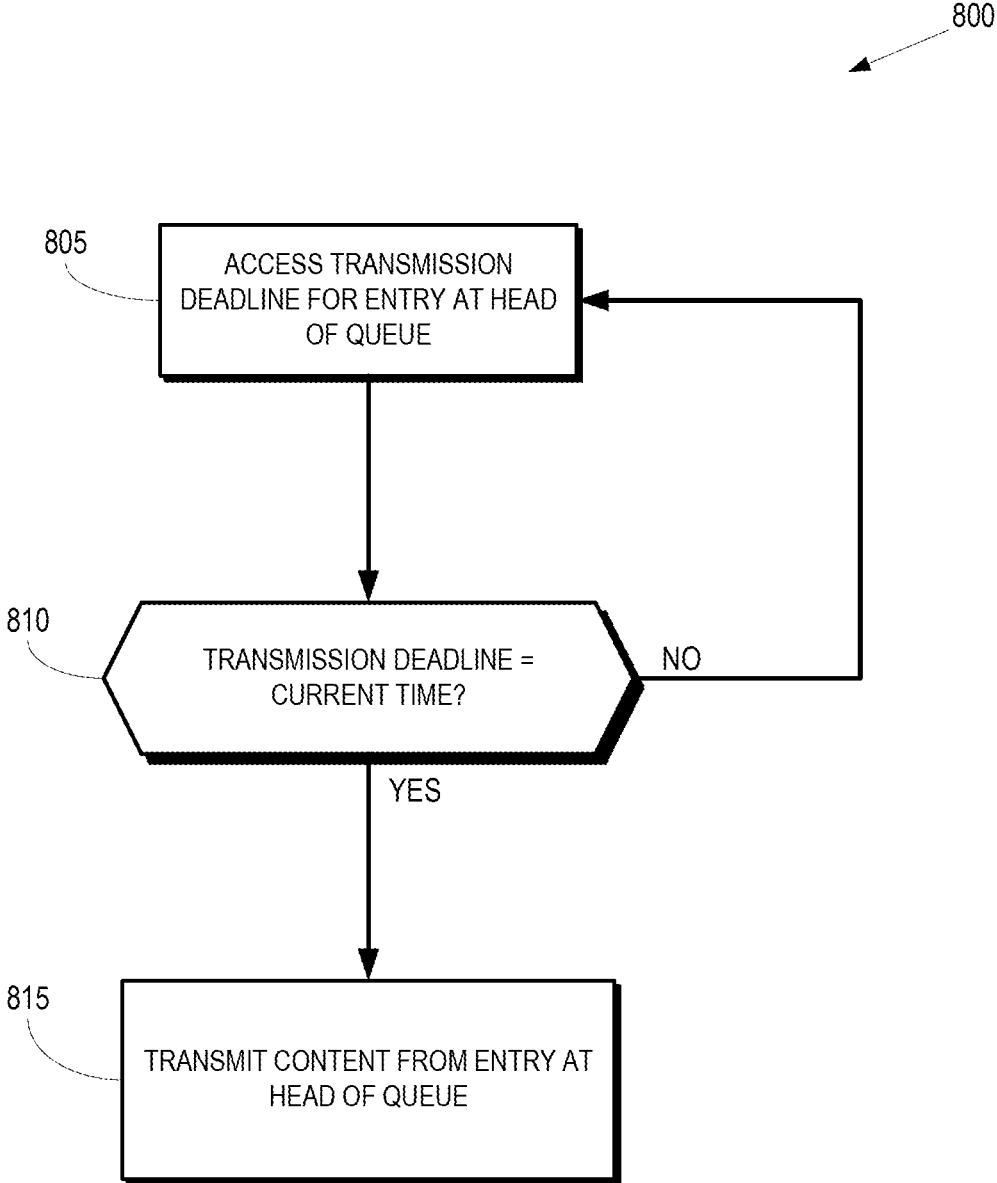 800
805
ACCESS TRANSMISSION
DEADLINE FOR ENTRY AT HEAD
OF QUEUE
810
TRANSMISSION DEADLINE =
CURRENT TIME?
NO
YES
815
TRANSMIT CONTENT FROM ENTRY AT
HEAD OF QUEUE